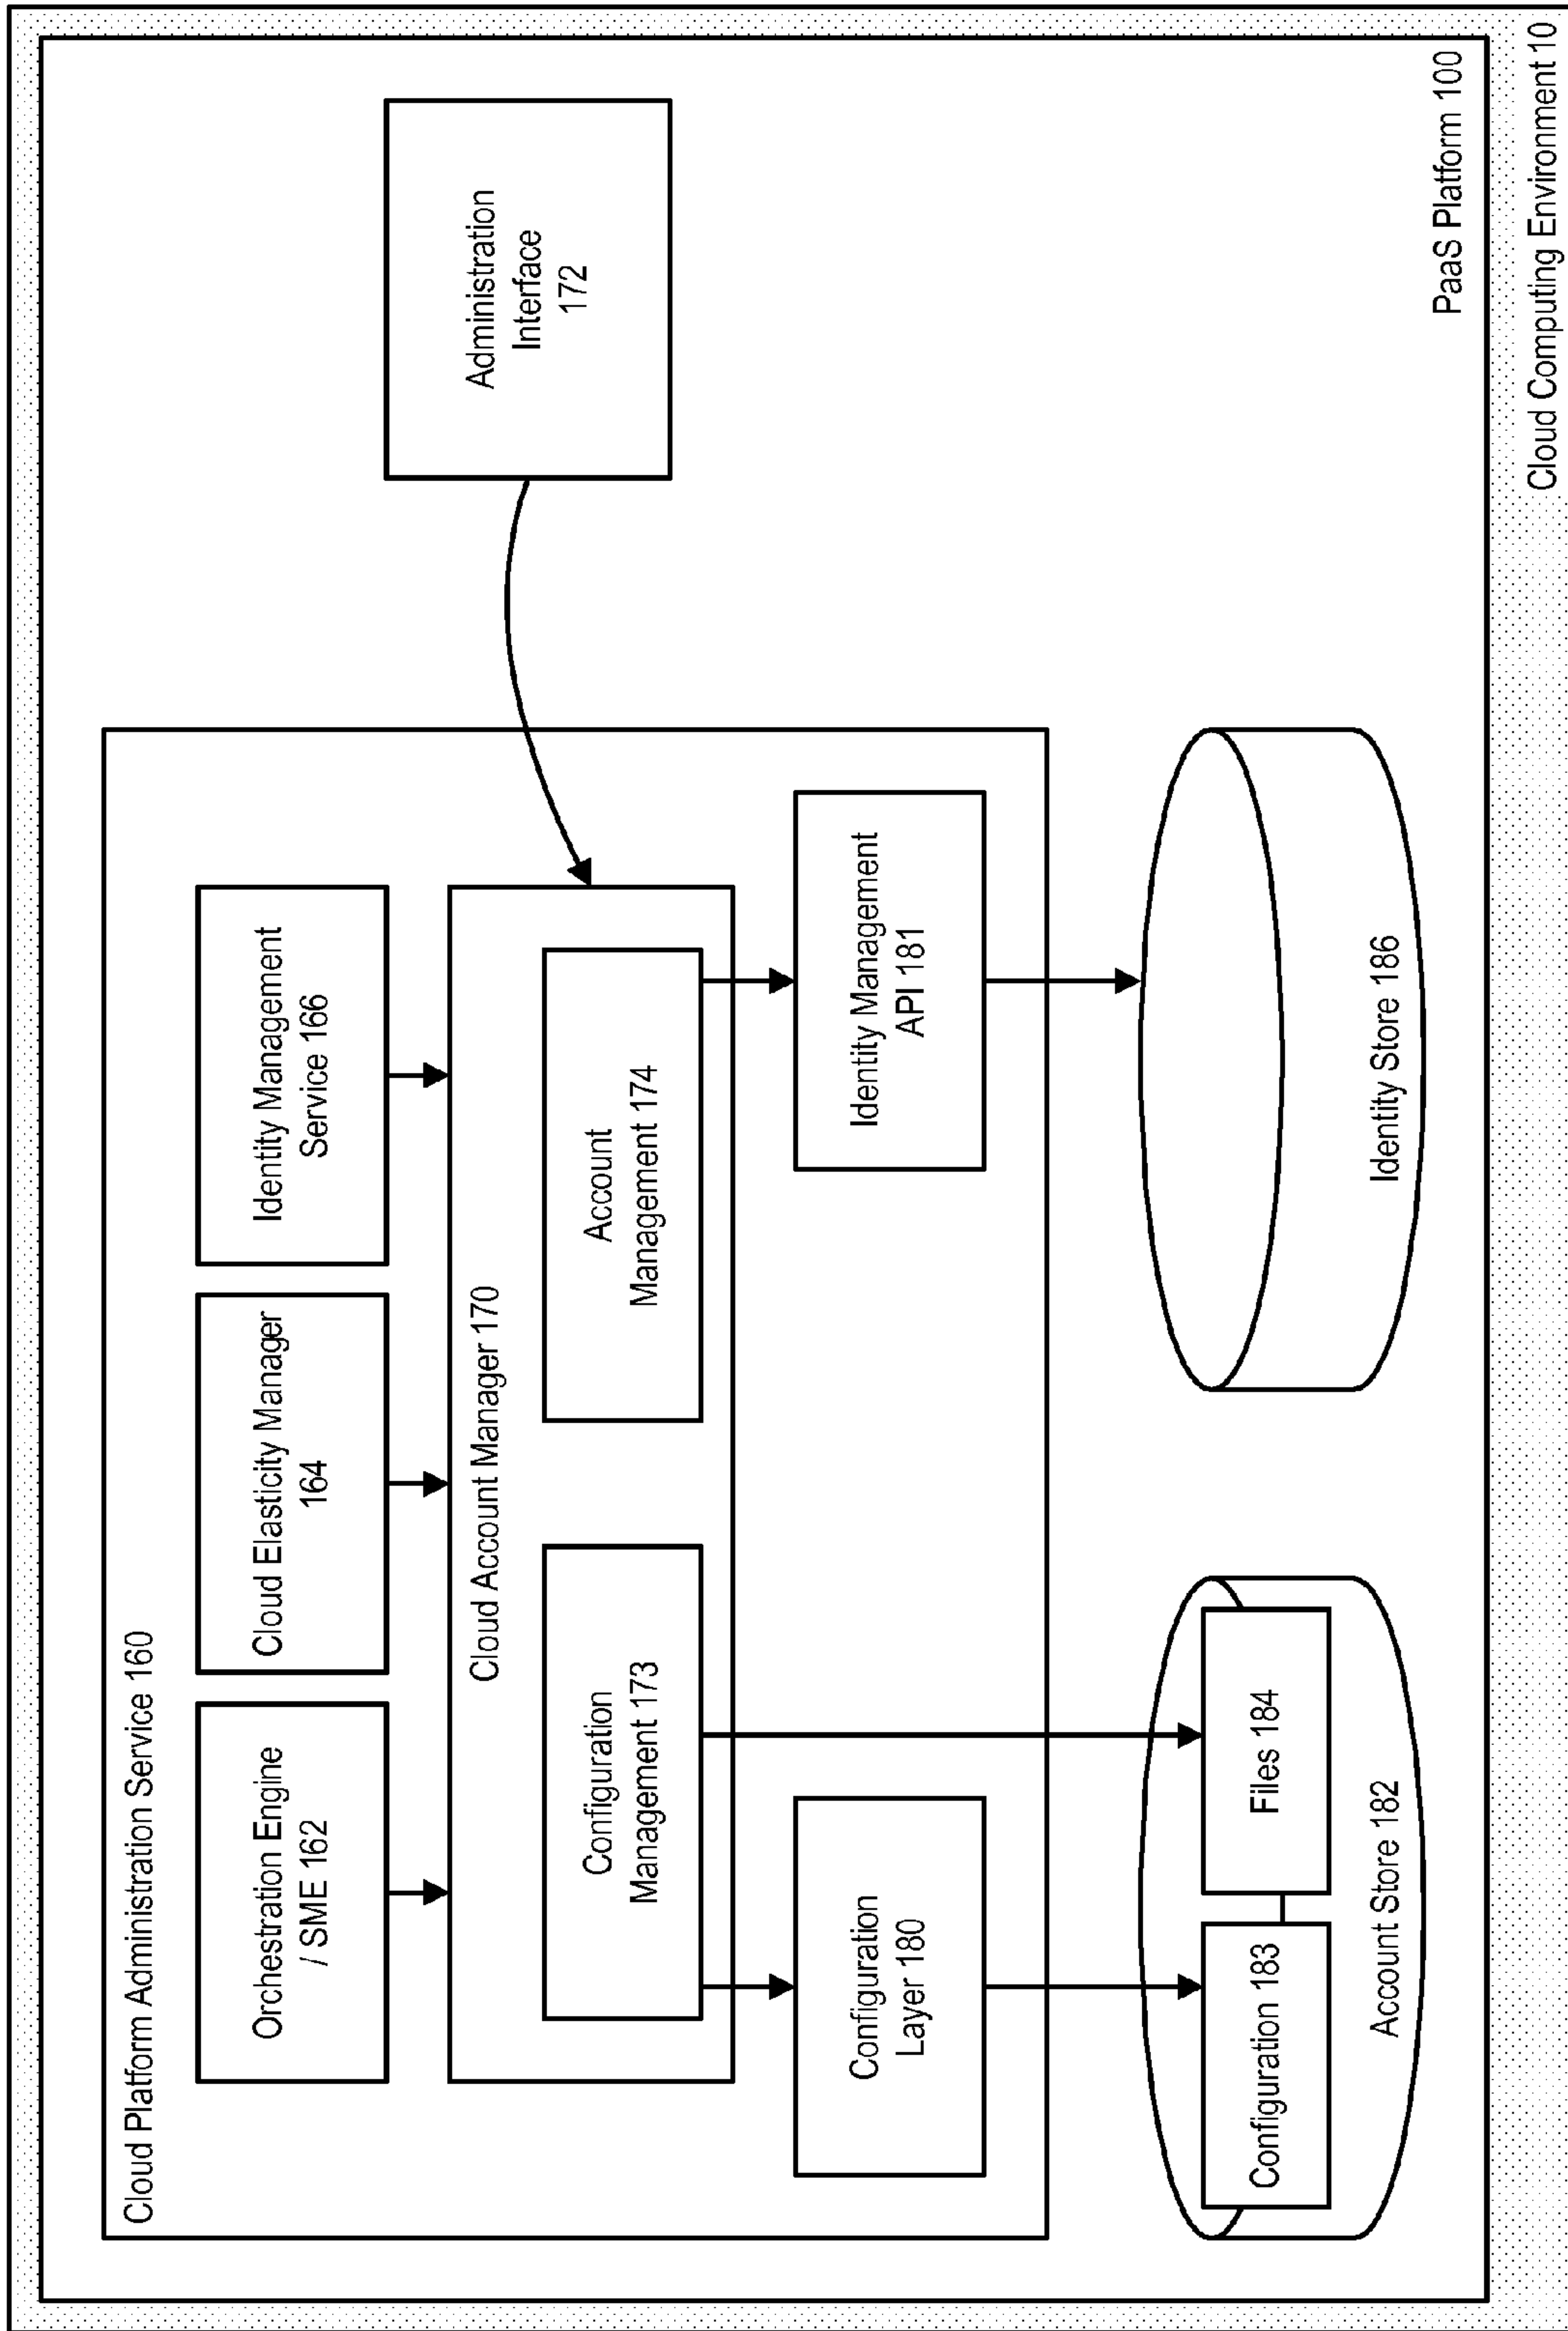 Cloud Platform Administration Service 160
Orchestration Engine
/ SME 162
Cloud Elasticity Manager
164
Identity Management
Service 166
Cloud Account Manager 170
Configuration
Management 173
Account
Management 174
Administration
Interface
172
Configuration
Layer 180
Identity Management
API 181
Configuration 183
Files 184
Account Store 182
Identity Store 186
PaaS Platform 100
Cloud Computing Environment 10